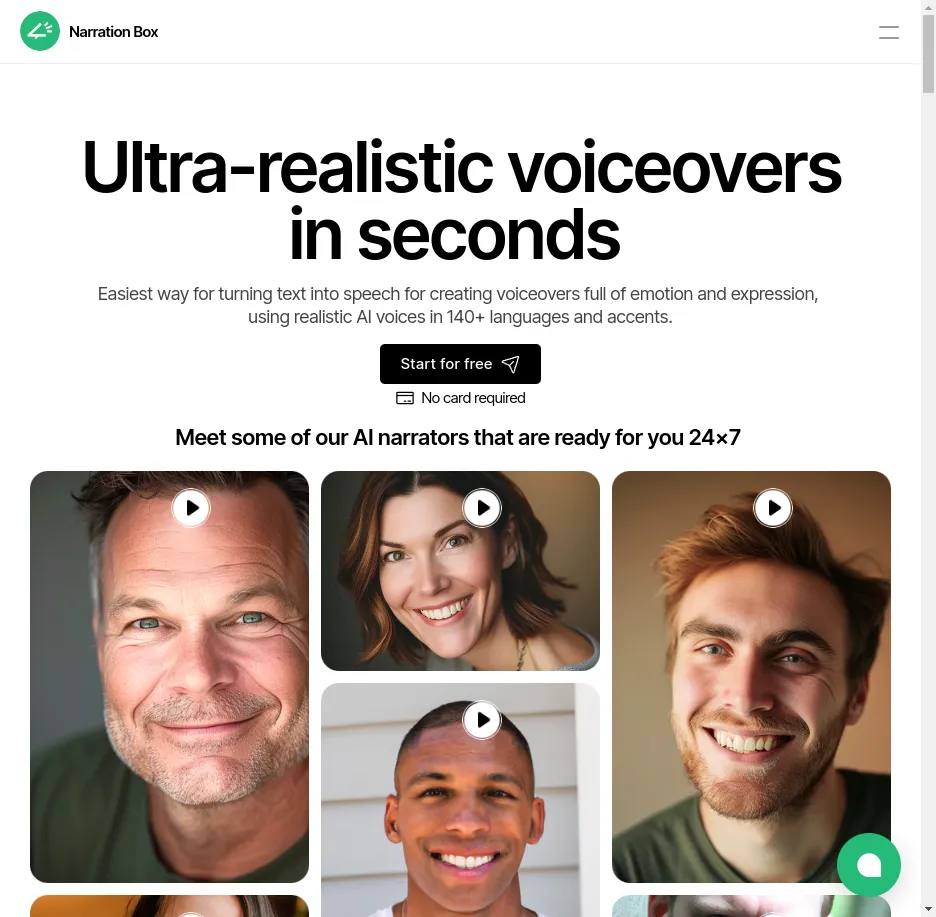 Narration Box
Ultra-realistic voiceovers
in seconds
Easiest way for turning text into speech for creating voiceovers full of emotion and expression,
using realistic AI voices in 140+ languages and accents.
Start for free
No card required
Meet some of our AI narrators that are ready for you 24×7